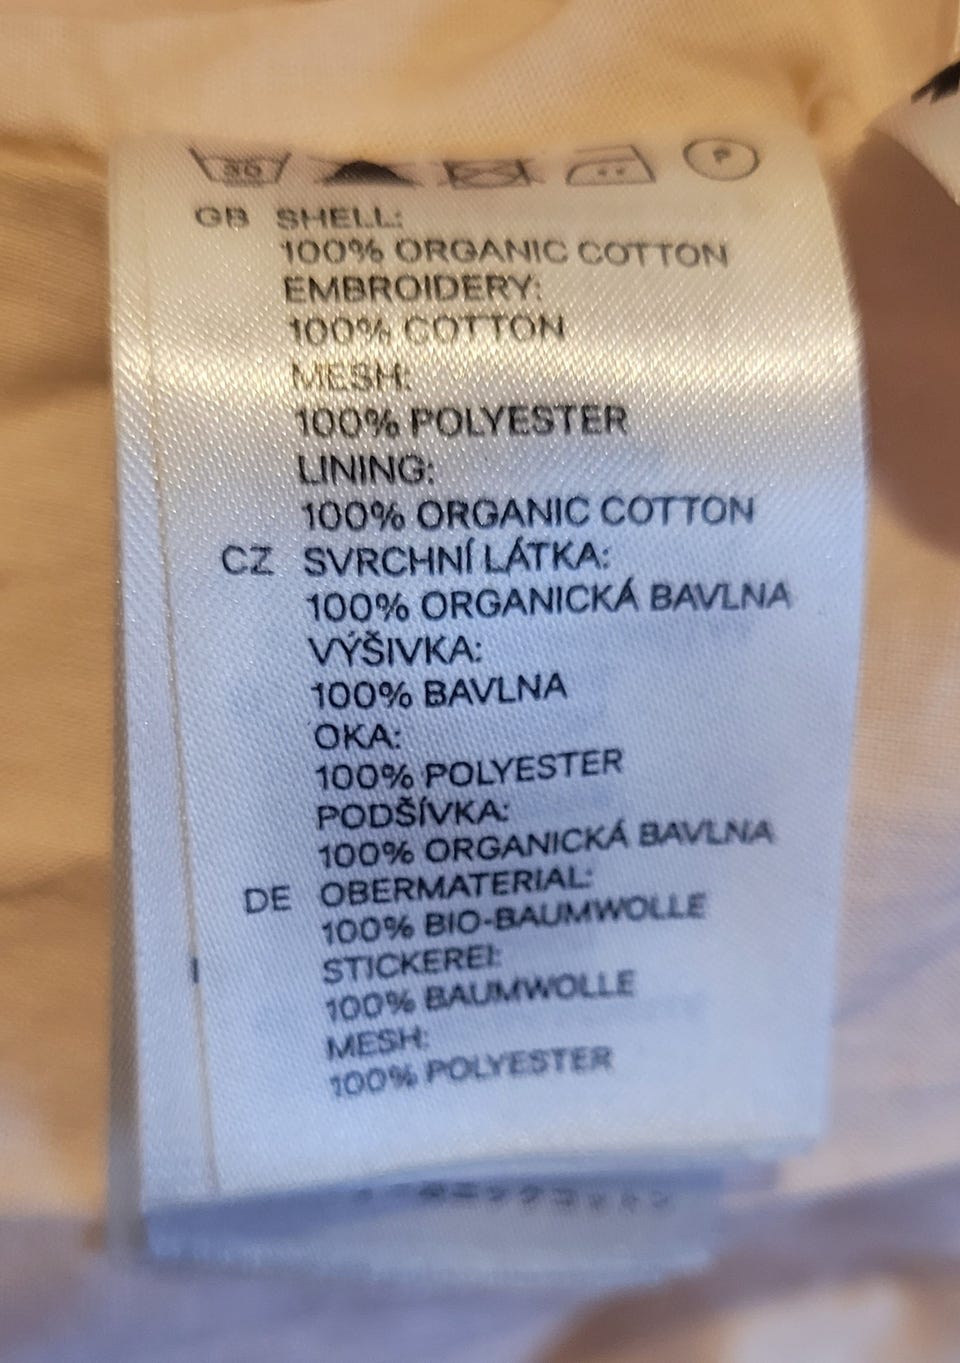 30
P
GB SHELL:
100% ORGANIC COTTON
EMBROIDERY:
100% COTTON
MESH:
100% POLYESTER
LINING:
100% ORGANIC COTTON
CZ SVRCHNÍ LÁTKA:
100% ORGANICKÁ BAVLNA
VÝŠIVKA:
100% BAVLNA
OKA:
100% POLYESTER
PODŠÍVKA:
100% ORGANICKÁ BAVLNA
DE OBERMATERIAL:
100% BIO-BAUMWOLLE
STICKEREI:
100% BAUMWOLLE
MESH:
100% POLYESTER